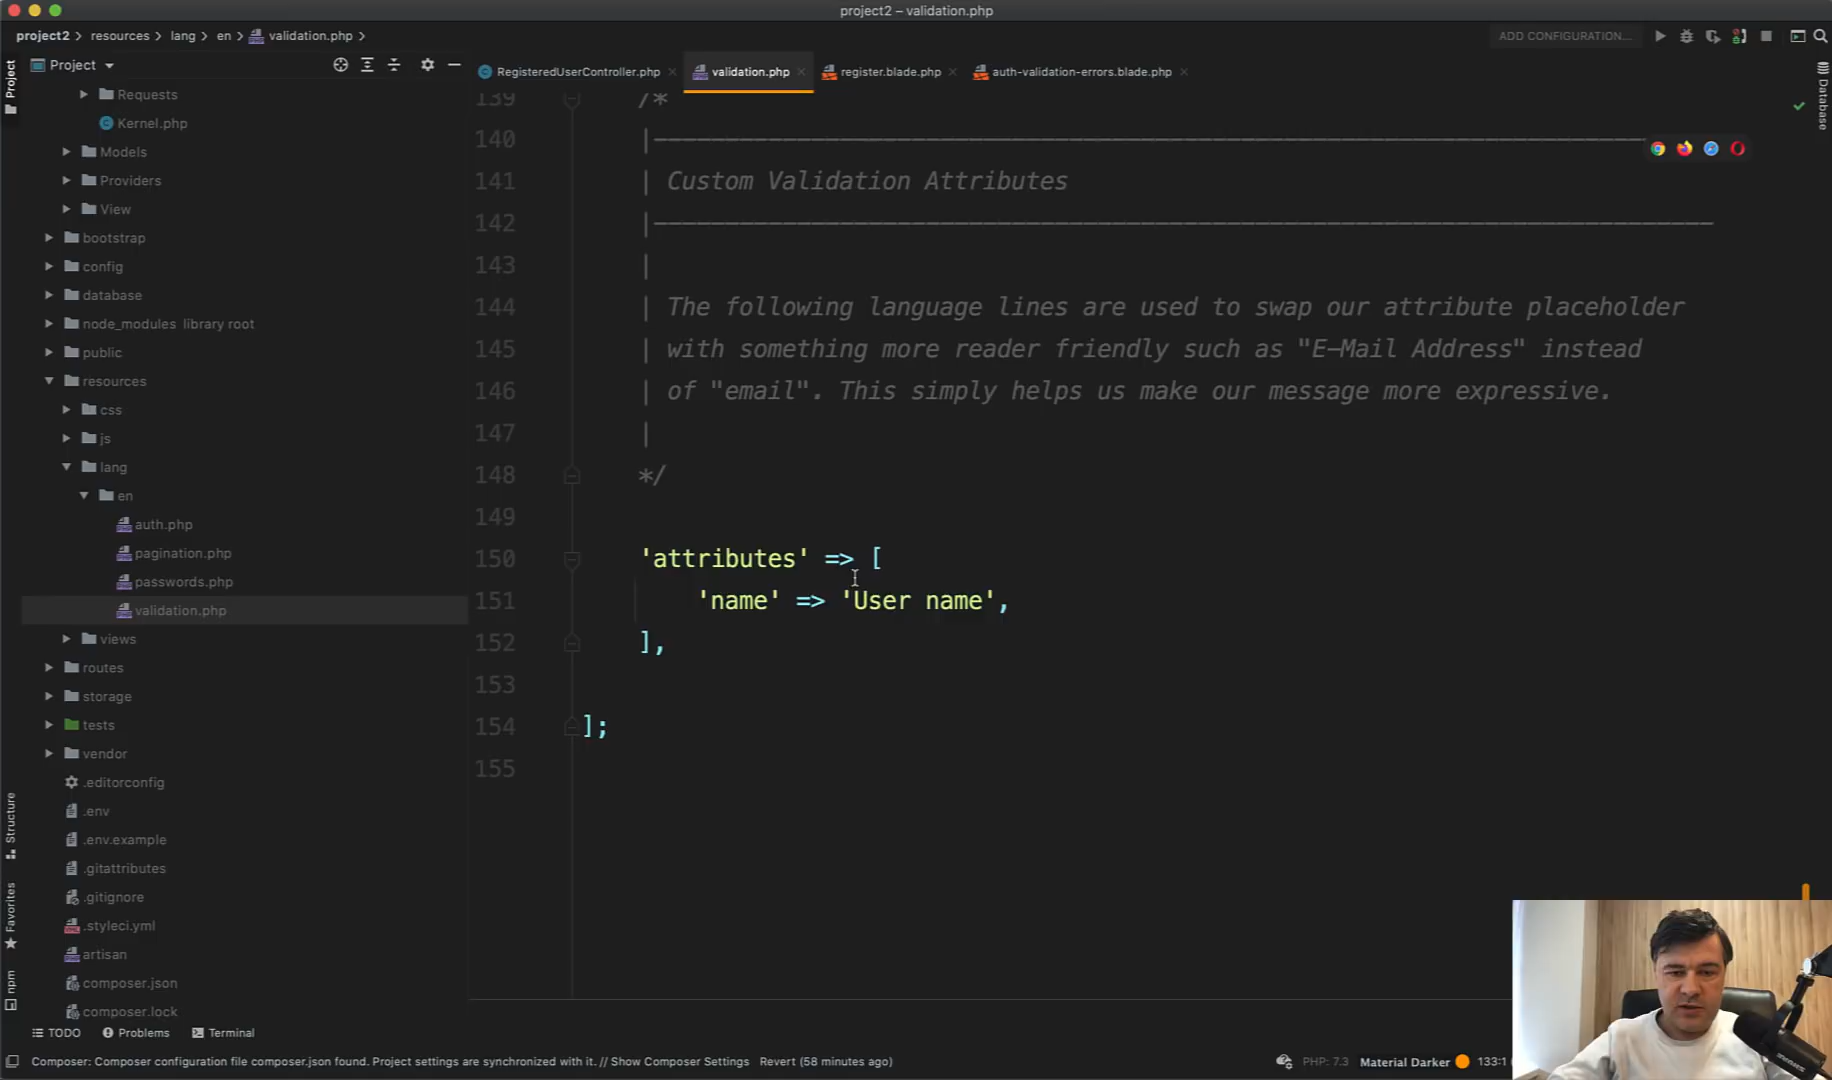 project2 – validation.php
project2 resources lang en validation.php
ADD CONFIGURATION...
Project
RegisteredUserController.php validation.php register.blade.php auth-validation-errors.blade.php
Project
Requests
Kernel.php
Models
Providers
View
bootstrap
config
database
node_modules library root
public
resources
css
js
lang
en
auth.php
pagination.php
passwords.php
validation.php
views
routes
storage
tests
vendor
.editorconfig
.env
.env.example
.gitattributes
.gitignore
.styleci.yml
artisan
composer.json
composer.lock
Structure
Favorites
npm
Database
139 /*
140 |--------------------------------------------------------------------------
141 | Custom Validation Attributes
142 |--------------------------------------------------------------------------
143 |
144 | The following language lines are used to swap our attribute placeholder
145 | with something more reader friendly such as "E-Mail Address" instead
146 | of "email". This simply helps us make our message more expressive.
147 |
148 */
149
150 'attributes' => [
151 'name' => 'User name',
152 ],
153
154 ];
155
TODO Problems Terminal
Composer: Composer configuration file composer.json found. Project settings are synchronized with it. // Show Composer Settings Revert (58 minutes ago)
PHP: 7.3 Material Darker 133:1